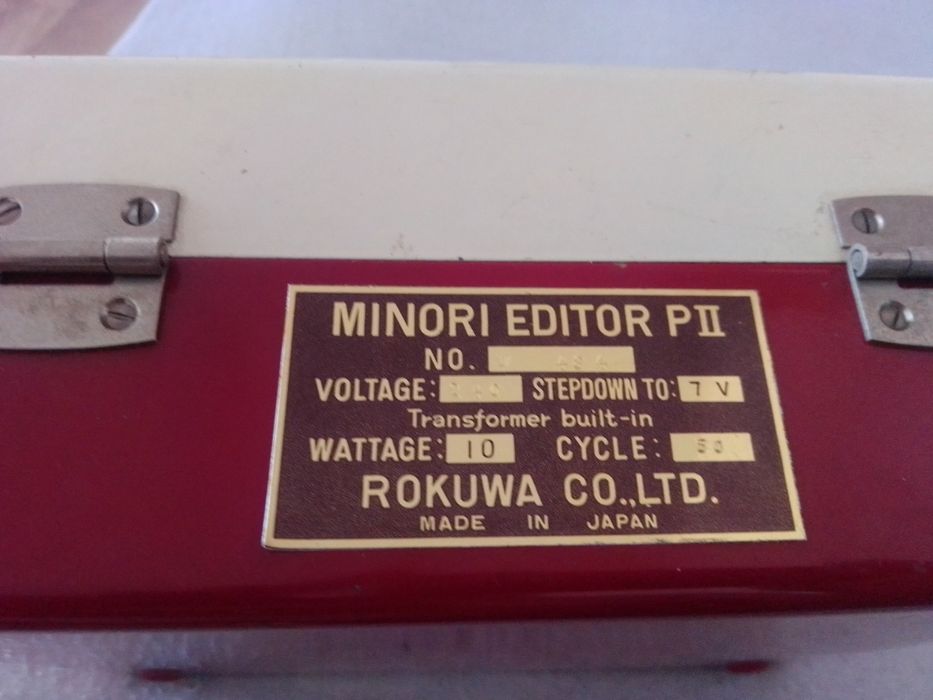 MINORI EDITOR PII
NO.
VOLTAGE: STEPDOWN TO: 7 V
Transformer built-in
WATTAGE: 10 CYCLE: 50
ROKUWA CO.,LTD.
MADE IN JAPAN